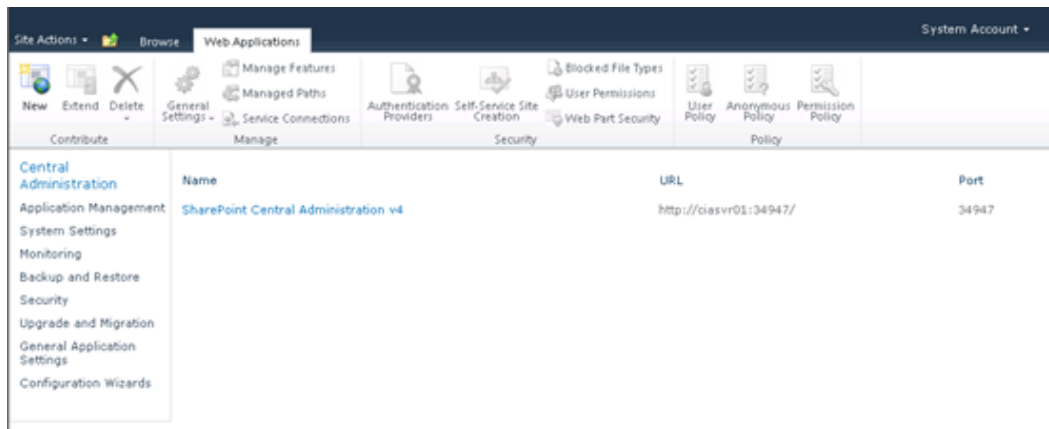 System Account
Site Actions Browse Web Applications
New Extend Delete
General Settings
Manage Features
Managed Paths
Service Connections
Authentication Providers
Self-Service Site Creation
Blocked File Types
User Permissions
Web Part Security
User Policy
Anonymous Policy
Permission Policy
Contribute Manage Security Policy
Central
Administration
Application Management
System Settings
Monitoring
Backup and Restore
Security
Upgrade and Migration
General Application
Settings
Configuration Wizards
Name URL Port
SharePoint Central Administration v4 http://ciasvr01:34947/ 34947